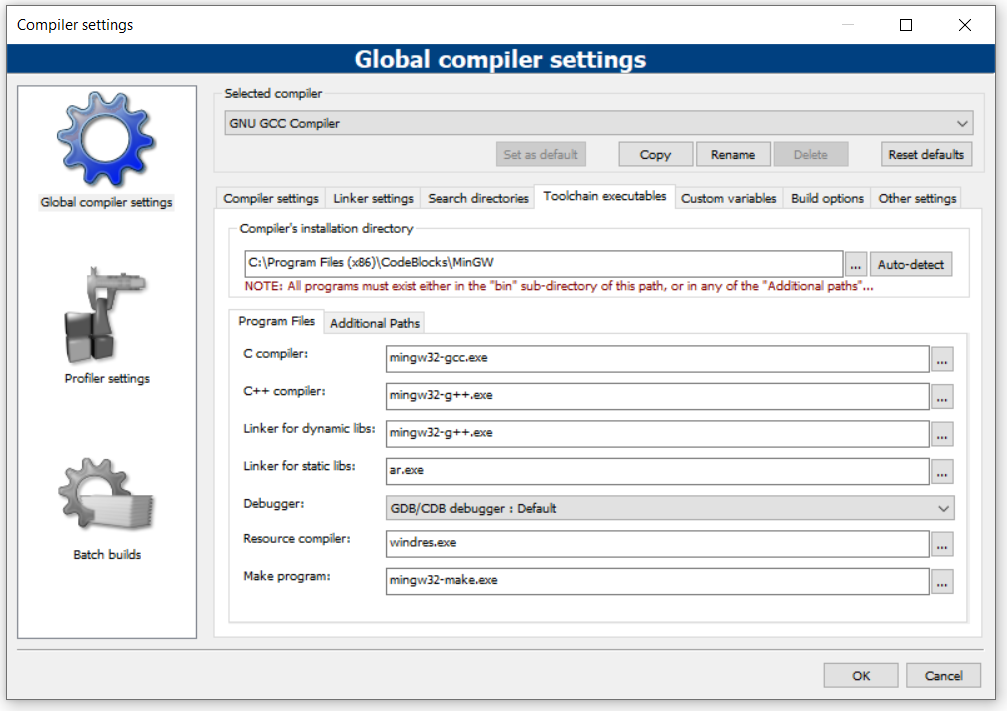 Compiler settings
Global compiler settings
Global compiler settings
Profiler settings
Batch builds
Selected compiler
GNU GCC Compiler
Set as default Copy Rename Delete Reset defaults
Compiler settings Linker settings Search directories Toolchain executables Custom variables Build options Other settings
Compiler's installation directory
C:\Program Files (x86)\CodeBlocks\MinGW ... Auto-detect
NOTE: All programs must exist either in the "bin" sub-directory of this path, or in any of the "Additional paths"...
Program Files Additional Paths
C compiler: mingw32-gcc.exe ...
C++ compiler: mingw32-g++.exe ...
Linker for dynamic libs: mingw32-g++.exe ...
Linker for static libs: ar.exe ...
Debugger: GDB/CDB debugger : Default
Resource compiler: windres.exe ...
Make program: mingw32-make.exe ...
OK Cancel